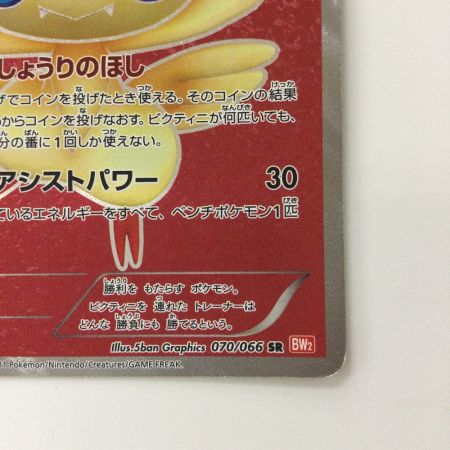 しょうりのほし
ザでコインを投げたとき使える。そのコインの結果
からコインを投げなおす。ビクティニが何匹いても、
分の番に1回しか使えない。
アシストパワー 30
ているエネルギーをすべて、ベンチポケモン1匹
勝利を もたらす ポケモン。
ビクティニを 連れた トレーナーは
どんな 勝負にも 勝てるという。
Illus.5ban Graphics 070/066 SR BW2
11 Pokémon/Nintendo/Creatures/GAME FREAK.